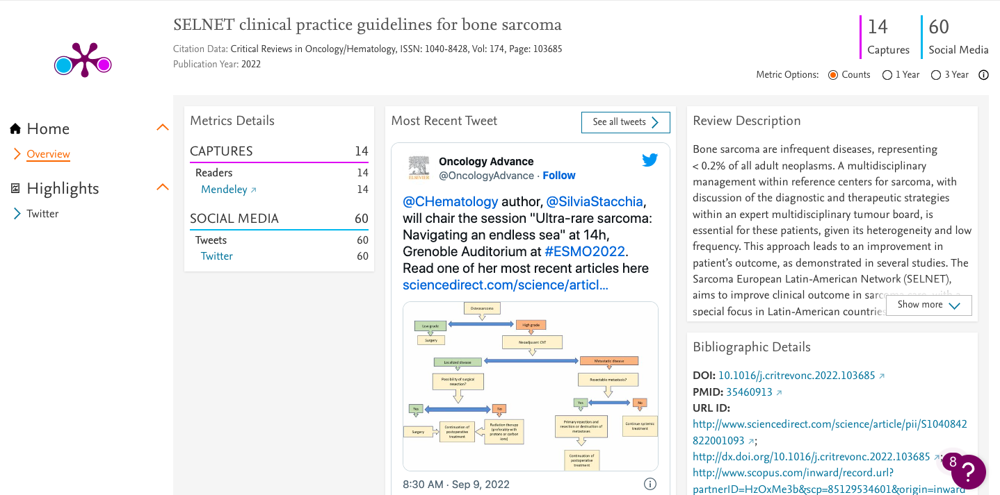 SELNET clinical practice guidelines for bone sarcoma
Citation Data: Critical Reviews in Oncology/Hematology, ISSN: 1040-8428, Vol: 174, Page: 103685
Publication Year: 2022
14
Captures
60
Social Media
Metric Options: Counts 1 Year 3 Year
Home
Overview
Highlights
Twitter
Metrics Details
CAPTURES 14
Readers 14
Mendeley 14
SOCIAL MEDIA 60
Tweets 60
Twitter 60
Most Recent Tweet
See all tweets
ELSEVIER
Oncology Advance
@OncologyAdvance · Follow
@CHematology author, @SilviaStacchia,
will chair the session "Ultra-rare sarcoma:
Navigating an endless sea" at 14h,
Grenoble Auditorium at #ESMO2022.
Read one of her most recent articles here
sciencedirect.com/science/articl…
Osteosarcoma
Low grade
High grade
Surgery
Neoadjuvant ChT
Localized disease
Metastatic disease
Possibility of surgical
resection?
Resectable metastasis?
Yes
No
Yes
No
Surgery
Continuation of
postoperative
treatment
Radiation therapy
(preferably with
protons or carbon
ions)
Primary resection and
resection or destruction of
metastases
Continue systemic
treatment
Continuation of
postoperative
treatment
8:30 AM · Sep 9, 2022
Review Description
Bone sarcoma are infrequent diseases, representing
< 0.2% of all adult neoplasms. A multidisciplinary
management within reference centers for sarcoma, with
discussion of the diagnostic and therapeutic strategies
within an expert multidisciplinary tumour board, is
essential for these patients, given its heterogeneity and low
frequency. This approach leads to an improvement in
patient’s outcome, as demonstrated in several studies. The
Sarcoma European Latin-American Network (SELNET),
aims to improve clinical outcome in sarcoma care, with a
special focus in Latin-American countries
Show more
Bibliographic Details
DOI: 10.1016/j.critrevonc.2022.103685
PMID: 35460913
URL ID:
http://www.sciencedirect.com/science/article/pii/S1040842
822001093 ;
http://dx.doi.org/10.1016/j.critrevonc.2022.103685 ;
http://www.scopus.com/inward/record.url?
partnerID=HzOxMe3b&scp=85129534601&origin=inward
8
?